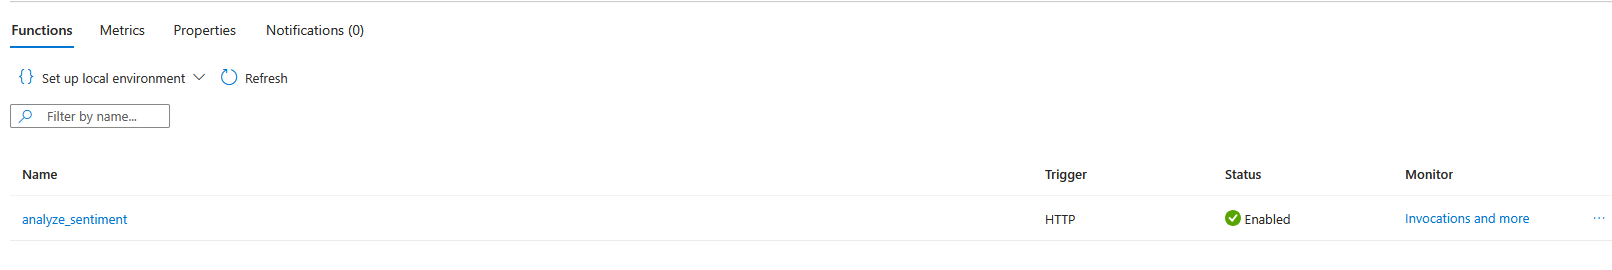 Functions Metrics Properties Notifications (0)
{} Set up local environment Refresh
Filter by name...
Name Trigger Status Monitor
analyze_sentiment HTTP Enabled Invocations and more ...